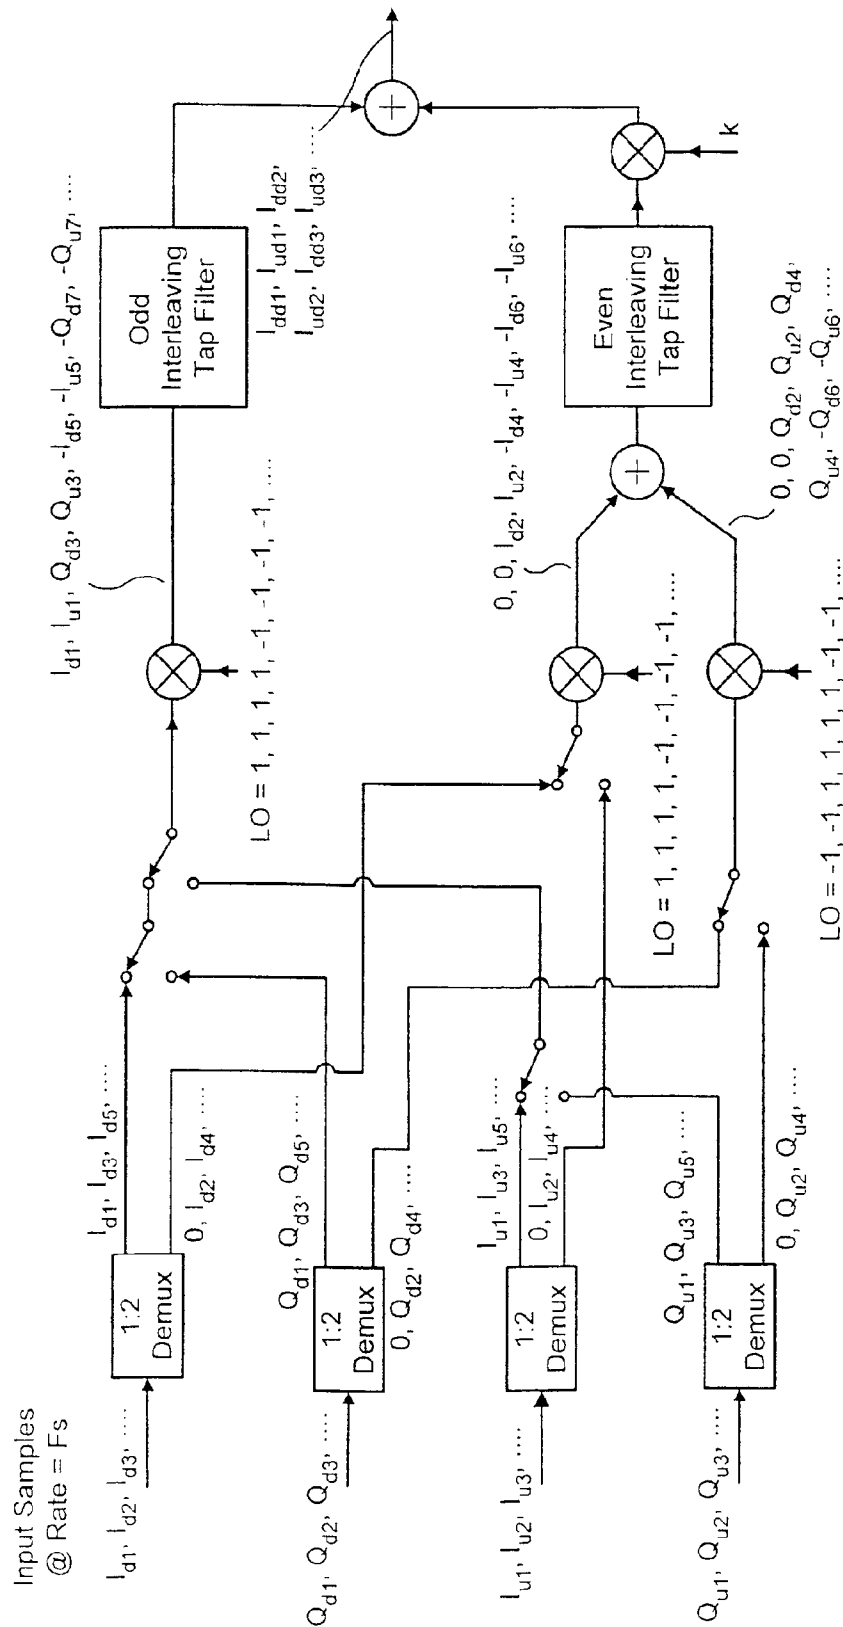 Input Samples
@ Rate = Fs
I_d1, I_d2, I_d3, ....
1:2
Demux
I_d1, I_d3, I_d5, ....
0, I_d2, I_d4, ....
LO = 1, 1, 1, 1, -1, -1, -1, -1, ....
I_d1, I_u1, Q_d3, Q_u3, -I_d5, -I_u5, -Q_d7, -Q_u7, ....
Odd
Interleaving
Tap Filter
I_dd1, I_ud1, I_dd2,
I_ud2, I_dd3, I_ud3, ....
+
Q_d1, Q_d2, Q_d3, ....
1:2
Demux
Q_d1, Q_d3, Q_d5, ....
0, Q_d2, Q_d4, ....
I_u1, I_u2, I_u3, ....
1:2
Demux
I_u1, I_u3, I_u5, ....
0, I_u2, I_u4, ....
LO = 1, 1, 1, 1, -1, -1, -1, -1, ....
0, 0, I_d2, I_u2, -I_d4, -I_u4, -I_d6, -I_u6, ....
+
Even
Interleaving
Tap Filter
k
Q_u1, Q_u2, Q_u3, ....
1:2
Demux
Q_u1, Q_u3, Q_u5, ....
0, Q_u2, Q_u4, ....
LO = -1, -1, 1, 1, 1, 1, -1, -1, ....
0, 0, Q_d2, Q_u2, Q_d4,
Q_u4, -Q_d6, -Q_u6, ....